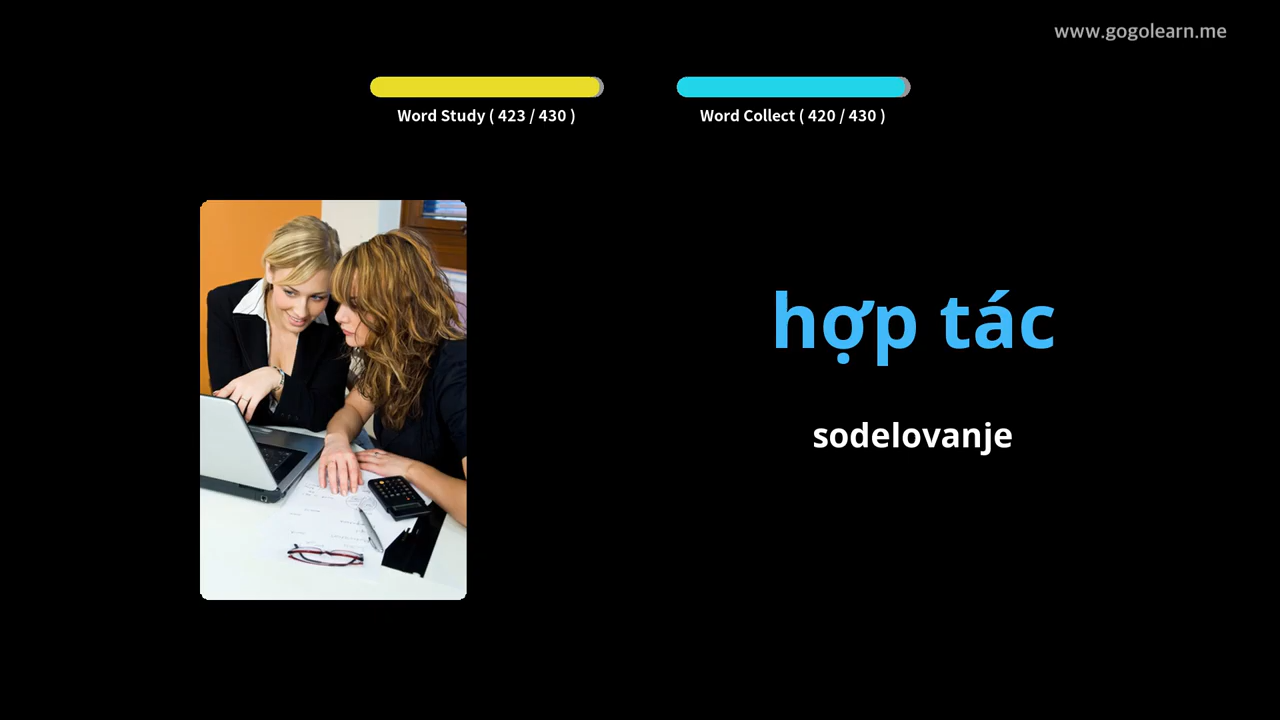 www.gogolearn.me
Word Study ( 423 / 430 )
Word Collect ( 420 / 430 )
hợp tác
sodelovanje